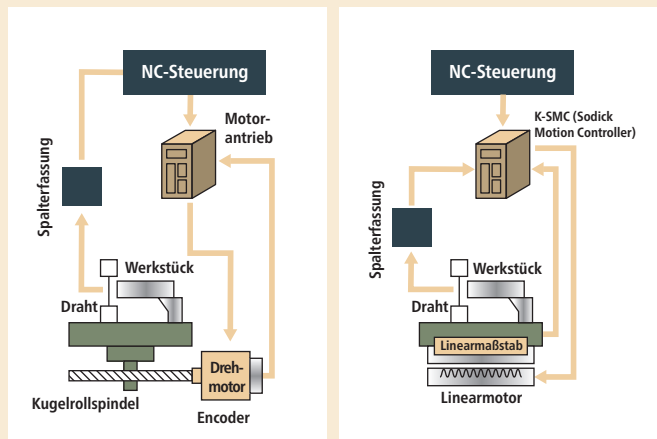 NC-Steuerung
Motor-
antrieb
Spalterfassung
Werkstück
Draht
Dreh-
motor
Kugelrollspindel
Encoder
NC-Steuerung
K-SMC (Sodick
Motion Controller)
Spalterfassung
Werkstück
Draht
Linearmaßstab
Linearmotor